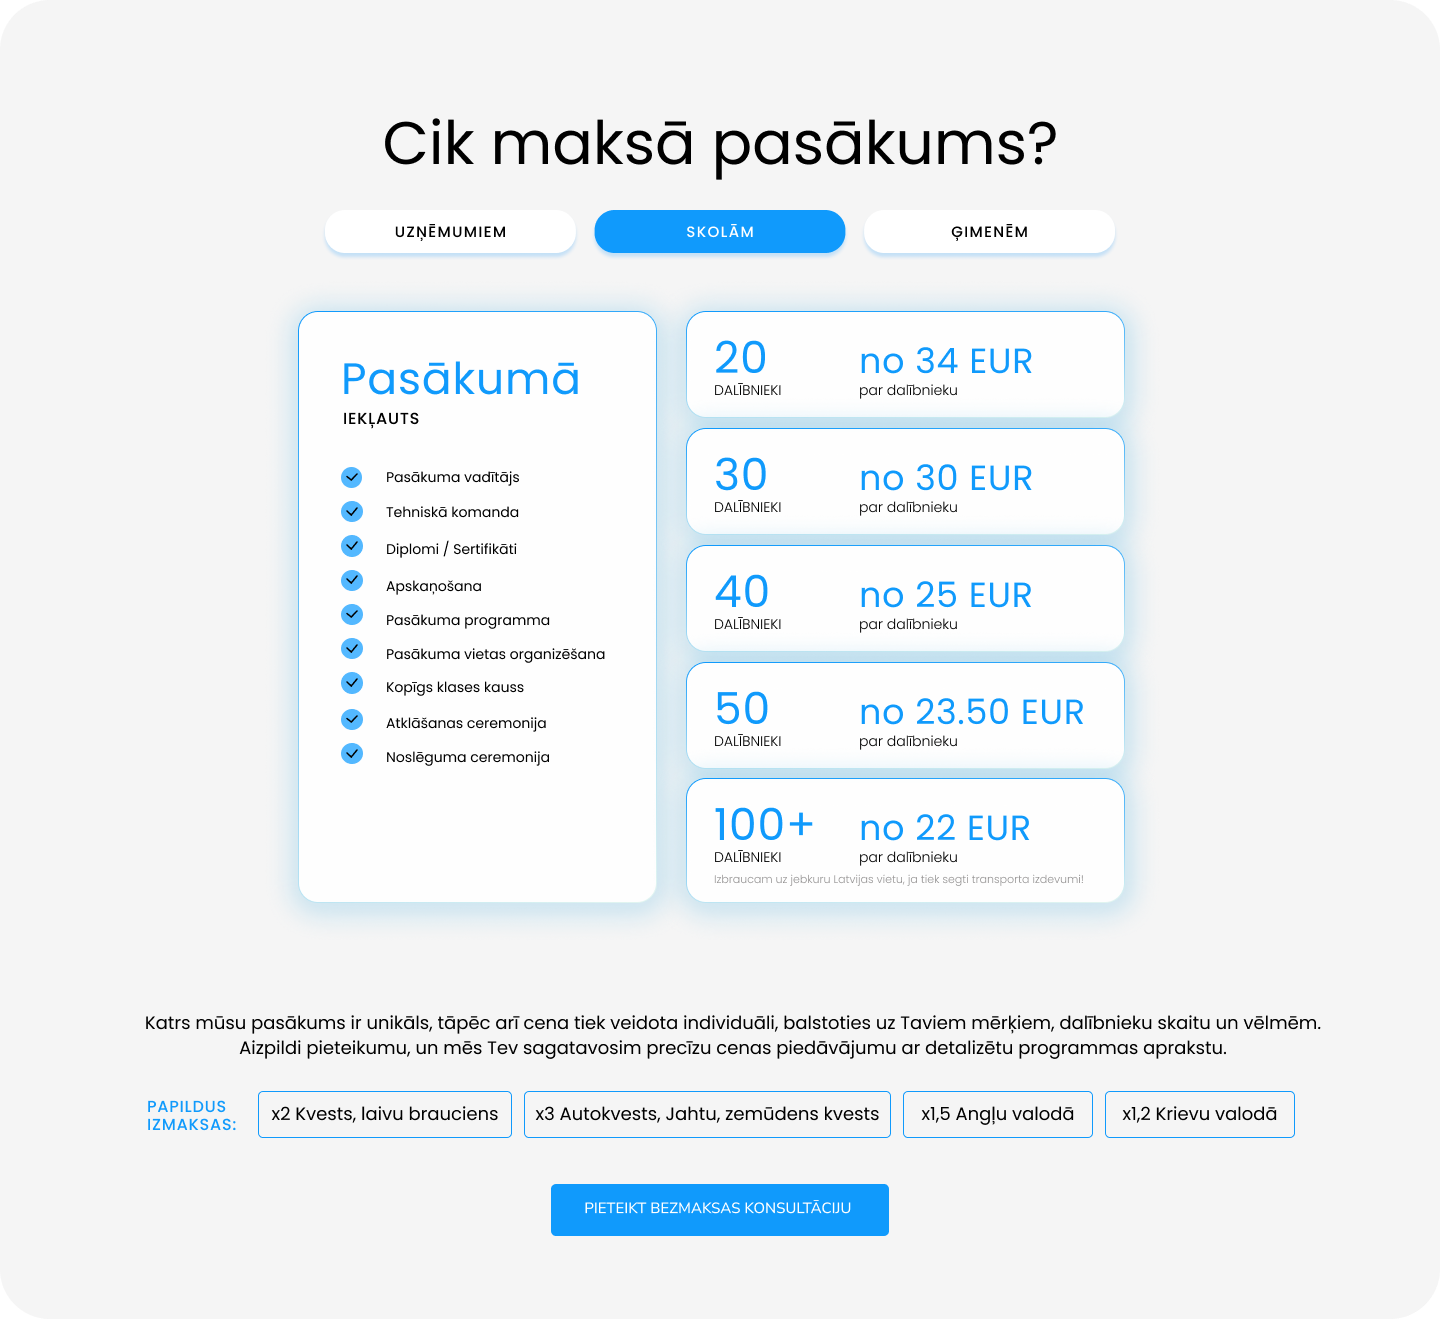 Cik maksā pasākums?
UZŅĒMUMIEM
SKOLĀM
ĢIMENĒM
Pasākumā
IEKĻAUTS
Pasākuma vadītājs
Tehniskā komanda
Diplomi / Sertifikāti
Apskaņošana
Pasākuma programma
Pasākuma vietas organizēšana
Kopīgs klases kauss
Atklāšanas ceremonija
Noslēguma ceremonija
20
DALĪBNIEKI
no 34 EUR
par dalībnieku
30
DALĪBNIEKI
no 30 EUR
par dalībnieku
40
DALĪBNIEKI
no 25 EUR
par dalībnieku
50
DALĪBNIEKI
no 23.50 EUR
par dalībnieku
100+
DALĪBNIEKI
no 22 EUR
par dalībnieku
Izbraucam uz jebkuru Latvijas vietu, ja tiek segti transporta izdevumi!
Katrs mūsu pasākums ir unikāls, tāpēc arī cena tiek veidota individuāli, balstoties uz Taviem mērķiem, dalībnieku skaitu un vēlmēm.
Aizpildi pieteikumu, un mēs Tev sagatavosim precīzu cenas piedāvājumu ar detalizētu programmas aprakstu.
PAPILDUS
IZMAKSAS:
x2 Kvests, laivu brauciens
x3 Autokvests, Jahtu, zemūdens kvests
x1,5 Angļu valodā
x1,2 Krievu valodā
PIETEIKT BEZMAKSAS KONSULTĀCIJU